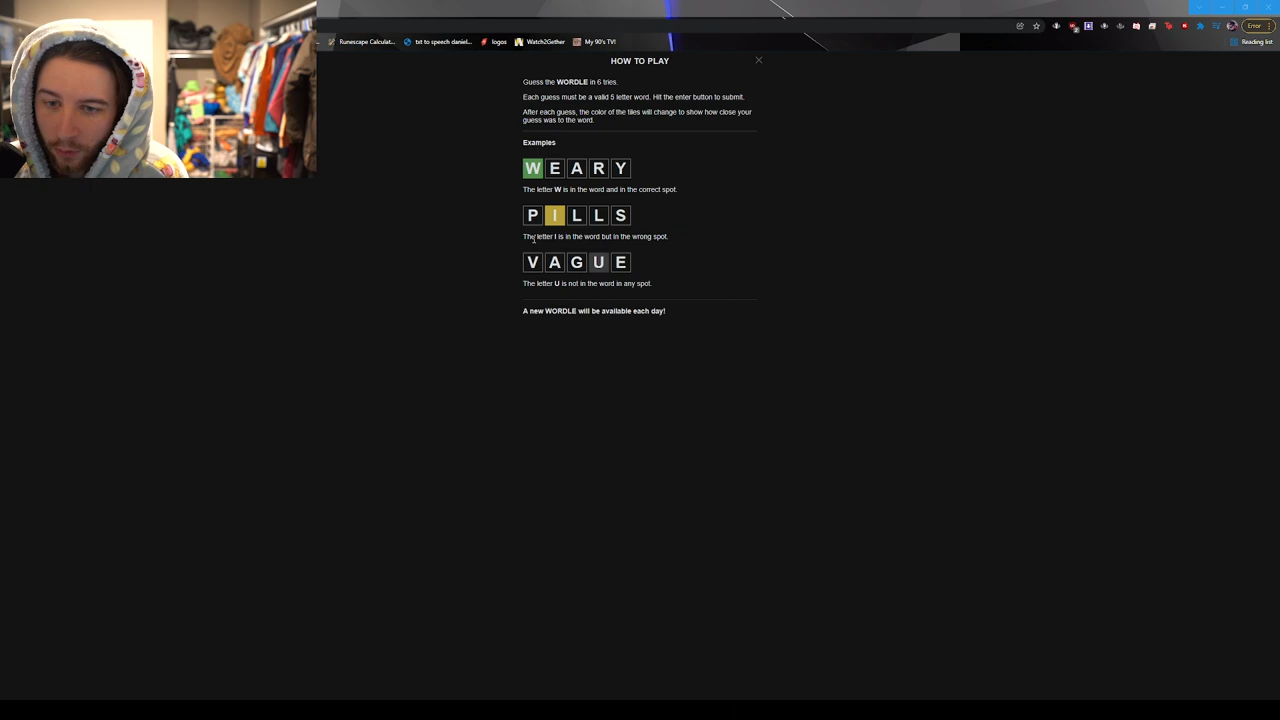 Runescape Calculat... txt to speech daniel... logos Watch2Gether My 90's TV! Reading list
Error
HOW TO PLAY
Guess the WORDLE in 6 tries.
Each guess must be a valid 5 letter word. Hit the enter button to submit.
After each guess, the color of the tiles will change to show how close your
guess was to the word.
Examples
WEARY
The letter W is in the word and in the correct spot.
PILLS
The letter I is in the word but in the wrong spot.
VAGUE
The letter U is not in the word in any spot.
A new WORDLE will be available each day!